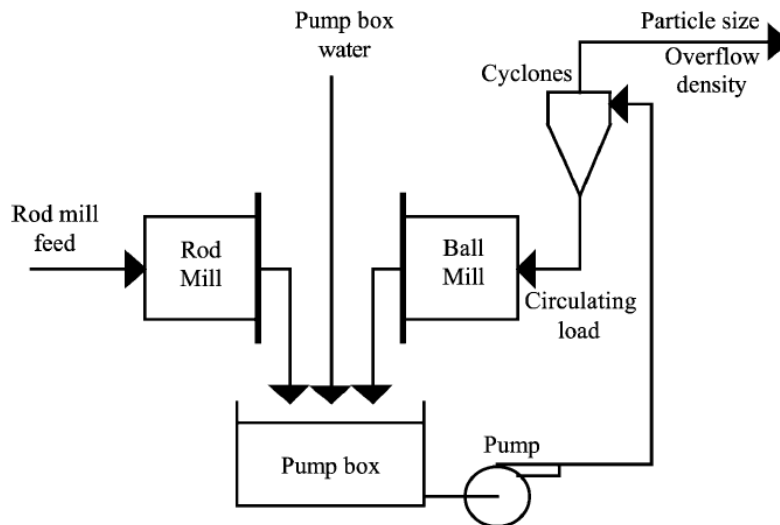 Pump box
water
Particle size
Overflow
density
Cyclones
Rod mill
feed
Rod
Mill
Ball
Mill
Circulating
load
Pump box
Pump